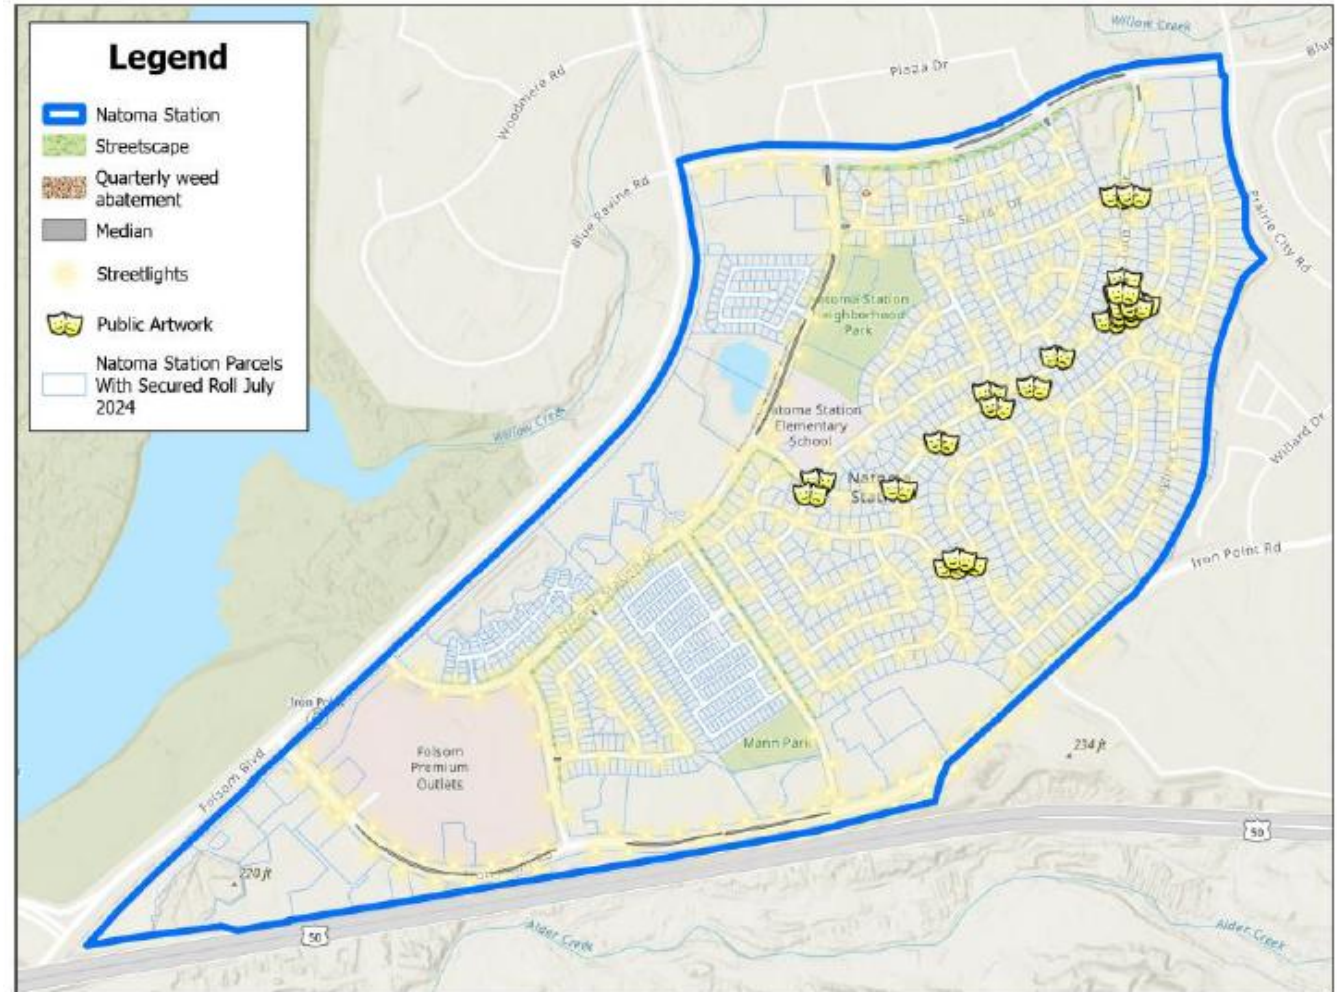 Legend
Natoma Station
Streetscape
Quarterly weed
abatement
Median
Streetlights
Public Artwork
Natoma Station Parcels
With Secured Roll July
2024
Willow Creek
Plaza Dr
Woodmere Rd
Blue Ravine Rd
Prairie City Rd
Station
Park
Willow Creek
Station
Elementary
School
Willard Dr
Iron Point Rd
Mann Park
Folsom
Premium
Outlets
Folsom Blvd
234 ft
220 ft
50
50
Alder Creek
Alder Creek